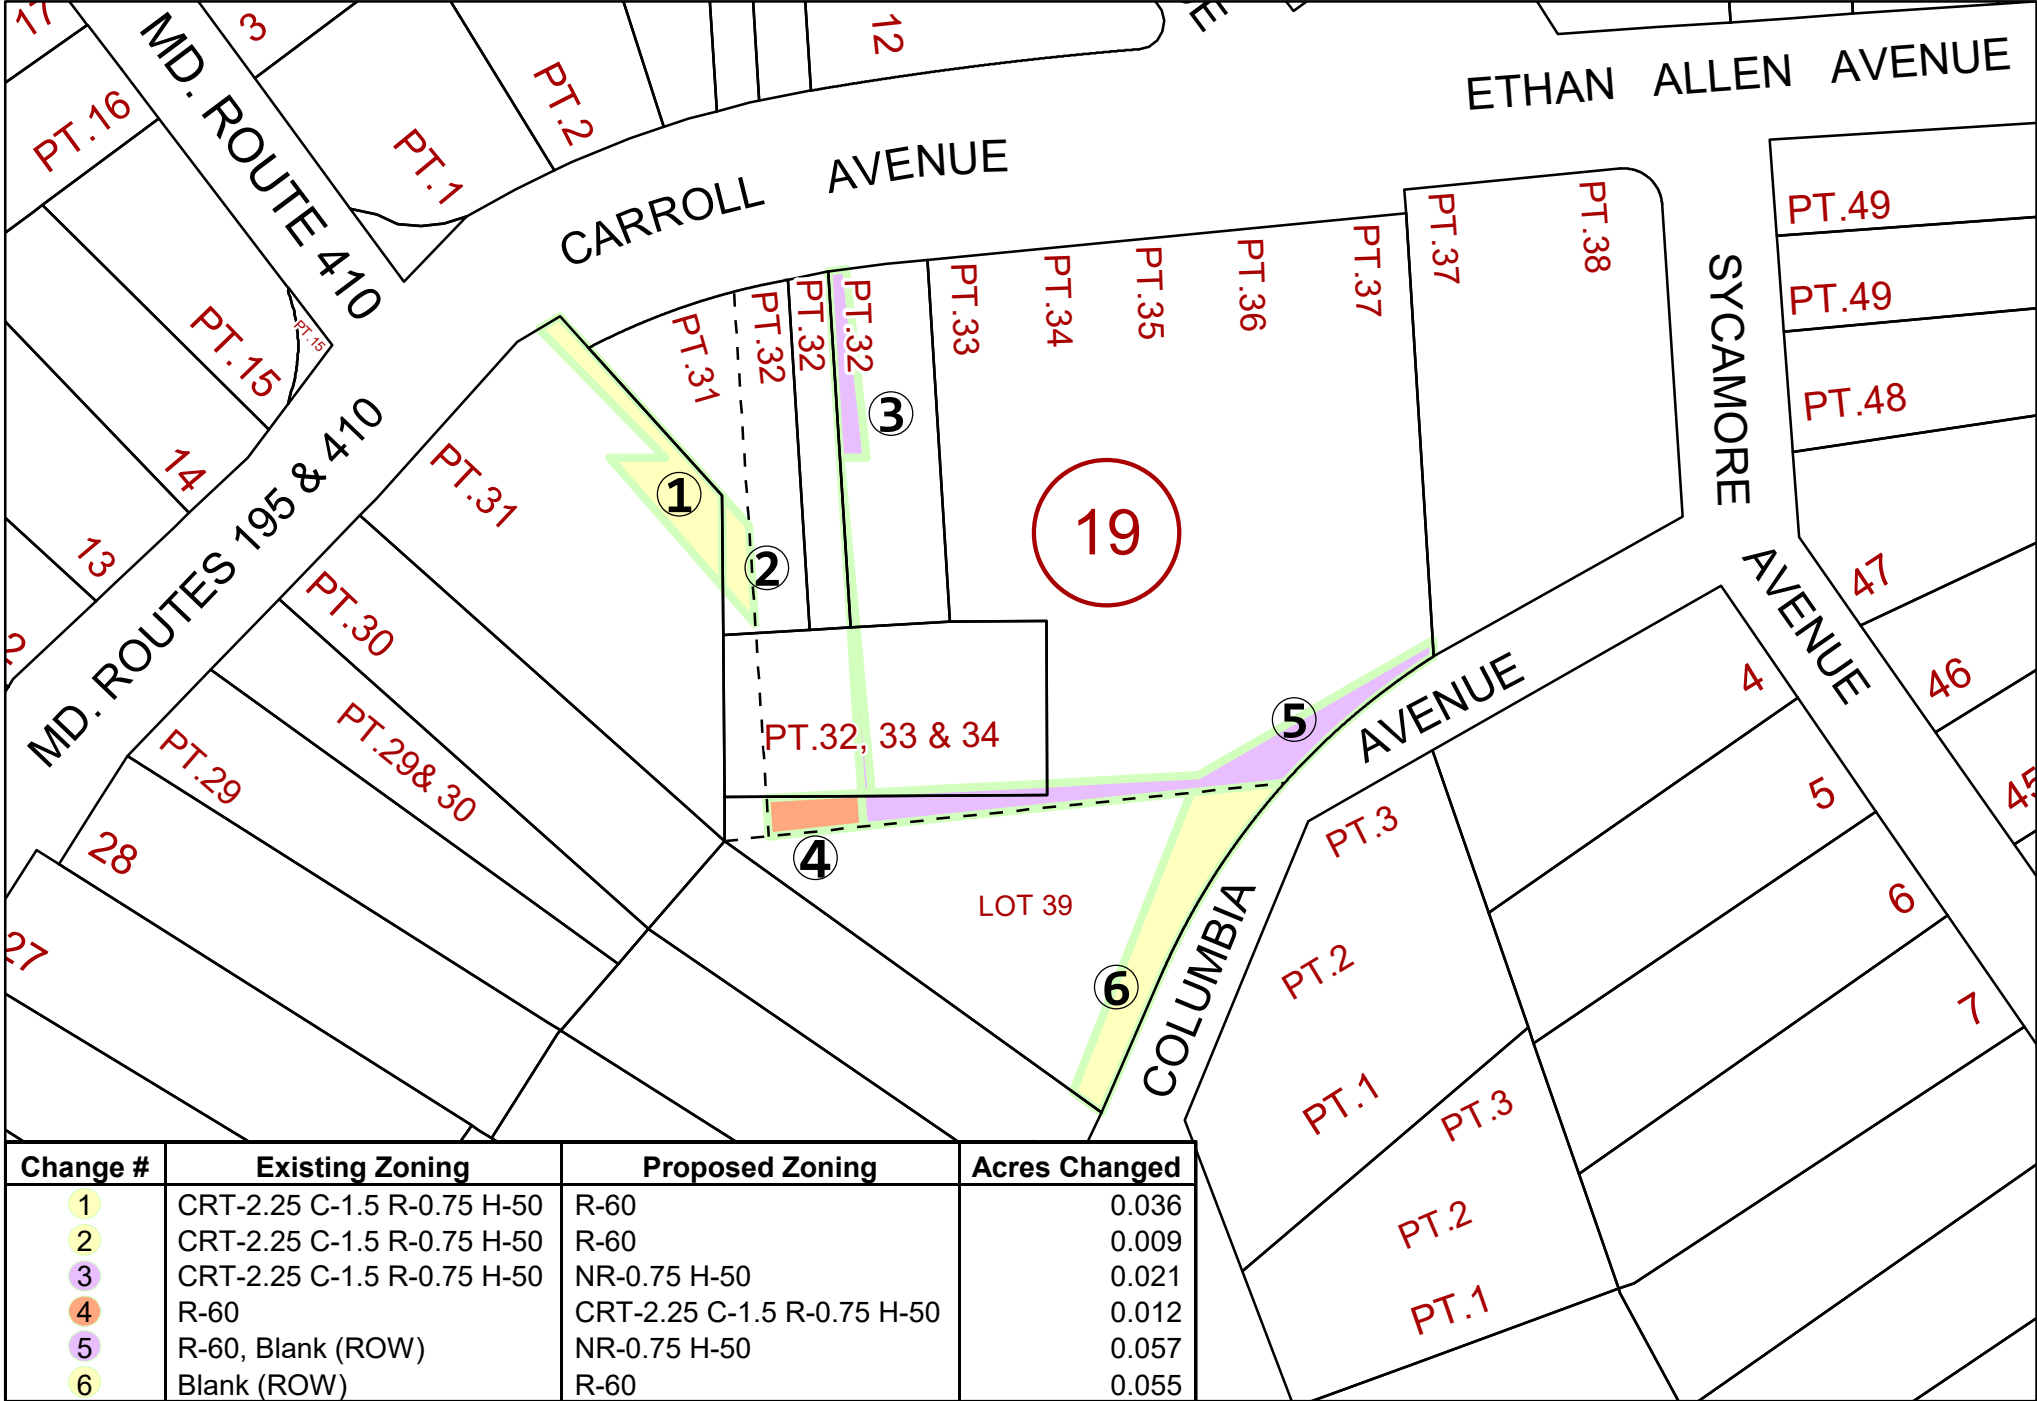 17
3
12
E
MD. ROUTE 410
PT.16
PT.1
PT.2
CARROLL AVENUE
ETHAN ALLEN AVENUE
PT.15
PT.15
14
13
2
MD. ROUTES 195 & 410
PT.31
PT.31
PT.32
PT.32
PT.32
PT.33
PT.34
PT.35
PT.36
PT.37
PT.37
PT.38
PT.49
PT.49
PT.48
SYCAMORE AVENUE
47
46
45
1
2
3
19
PT.30
PT.29& 30
PT.29
28
27
PT.32, 33 & 34
4
5
6
LOT 39
COLUMBIA AVENUE
4
5
6
7
PT.3
PT.2
PT.1
PT.3
PT.2
PT.1
Change # Existing Zoning Proposed Zoning Acres Changed
1 CRT-2.25 C-1.5 R-0.75 H-50 R-60 0.036
2 CRT-2.25 C-1.5 R-0.75 H-50 R-60 0.009
3 CRT-2.25 C-1.5 R-0.75 H-50 NR-0.75 H-50 0.021
4 R-60 CRT-2.25 C-1.5 R-0.75 H-50 0.012
5 R-60, Blank (ROW) NR-0.75 H-50 0.057
6 Blank (ROW) R-60 0.055